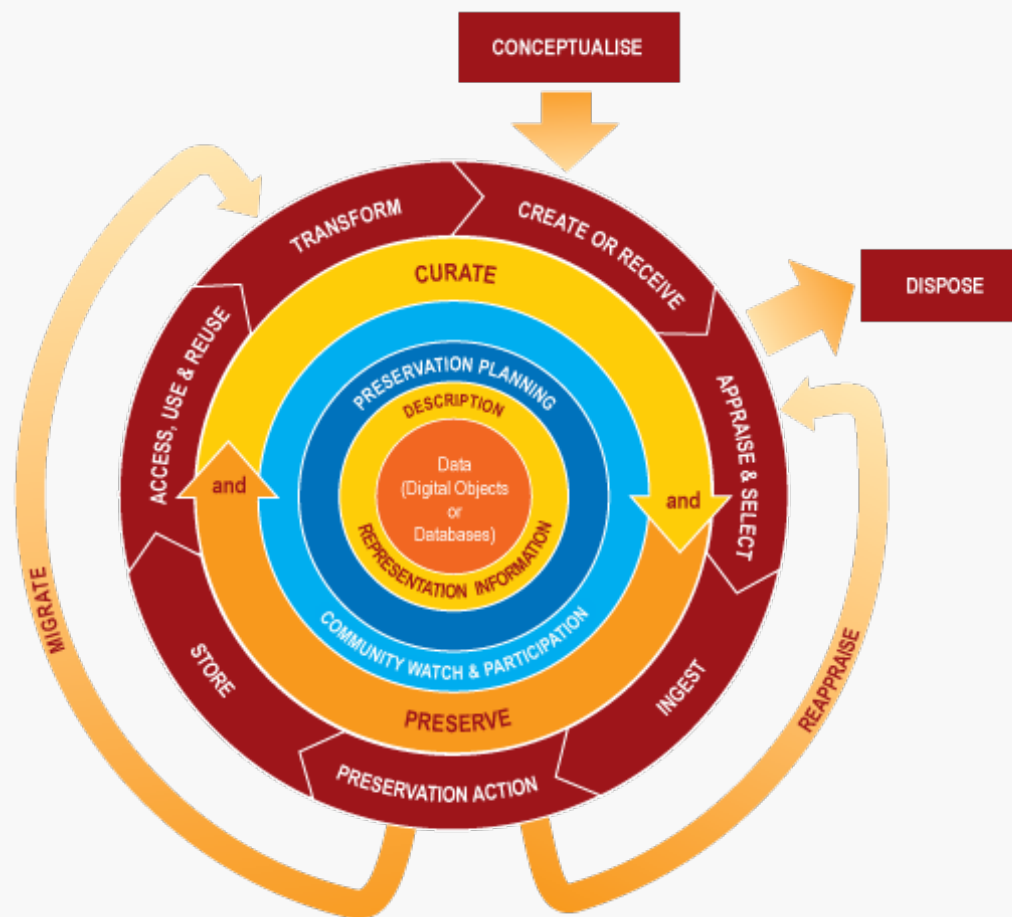 CONCEPTUALISE
CREATE OR RECEIVE
DISPOSE
APPRAISE & SELECT
REAPPRAISE
INGEST
PRESERVATION ACTION
STORE
MIGRATE
ACCESS, USE & REUSE
TRANSFORM
CURATE
and
PRESERVE
and
COMMUNITY WATCH & PARTICIPATION
PRESERVATION PLANNING
DESCRIPTION
REPRESENTATION INFORMATION
Data
(Digital Objects
or
Databases)